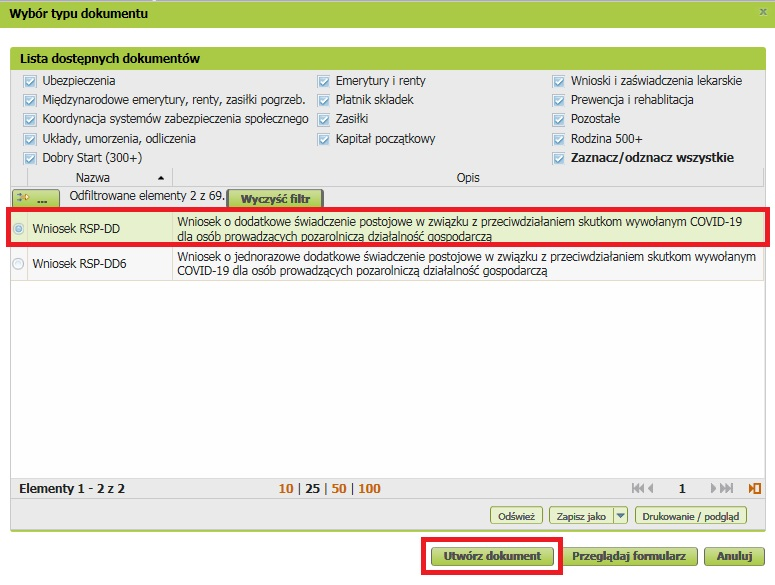 Wybór typu dokumentu
Lista dostępnych dokumentów
Ubezpieczenia
Emerytury i renty
Wnioski i zaświadczenia lekarskie
Międzynarodowe emerytury, renty, zasiłki pogrzeb.
Płatnik składek
Prewencja i rehabilitacja
Koordynacja systemów zabezpieczenia społecznego
Zasiłki
Pozostałe
Układy, umorzenia, odliczenia
Kapitał początkowy
Rodzina 500+
Dobry Start (300+)
Zaznacz/odznacz wszystkie
Nazwa
Opis
...
Odfiltrowane elementy 2 z 69.
Wyczyść filtr
Wniosek RSP-DD
Wniosek o dodatkowe świadczenie postojowe w związku z przeciwdziałaniem skutkom wywołanym COVID-19
dla osób prowadzących pozarolniczą działalność gospodarczą
Wniosek RSP-DD6
Wniosek o jednorazowe dodatkowe świadczenie postojowe w związku z przeciwdziałaniem skutkom wywołanym
COVID-19 dla osób prowadzących pozarolniczą działalność gospodarczą
Elementy 1 - 2 z 2
10 | 25 | 50 | 100
1
Odśwież
Zapisz jako
Drukowanie / podgląd
Utwórz dokument
Przeglądaj formularz
Anuluj